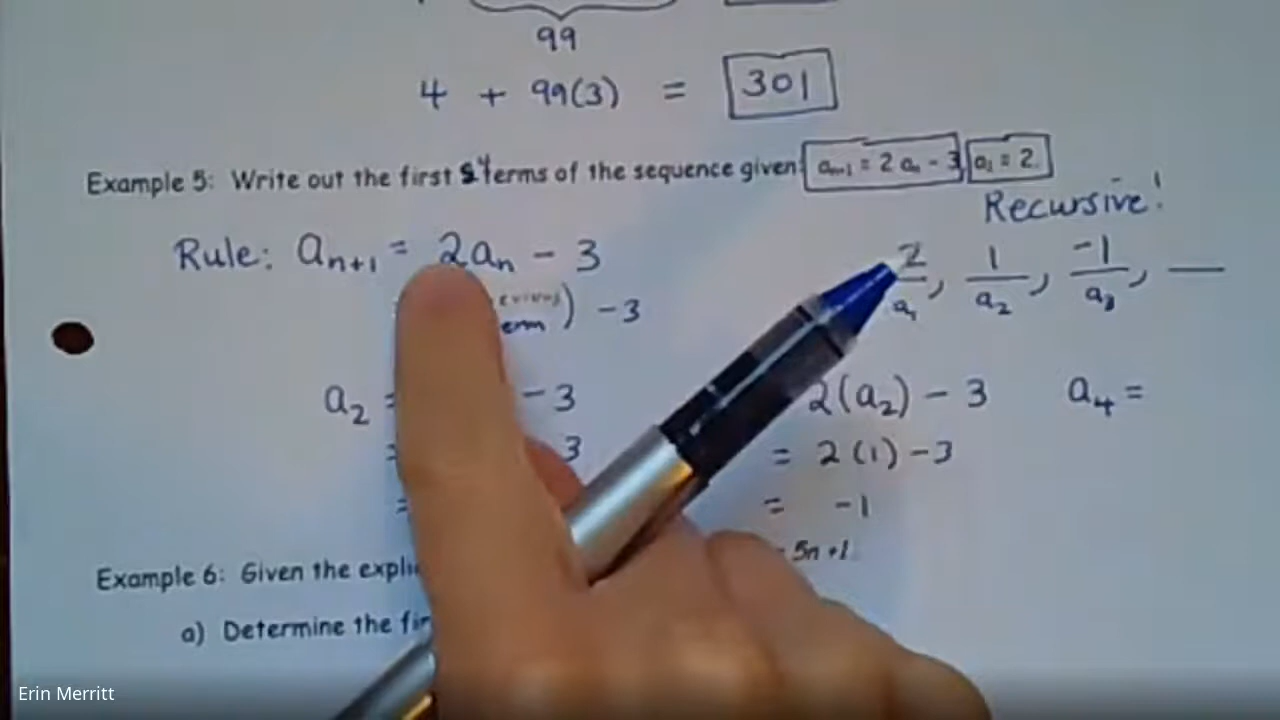 99
4 + 99(3) = 301
Example 5: Write out the first 4 terms of the sequence given: aₙ₊₁ = 2aₙ - 3, a₁ = 2.
Recursive!
Rule: aₙ₊₁ = 2aₙ - 3
term) - 3
2, 1, -1, __
a₁ a₂ a₃
a₂ = - 3
= 3
=
2(a₂) - 3
= 2(1) - 3
= -1
a₄ =
Example 6: Given the 5n + 1
a) Determine the
Erin Merritt